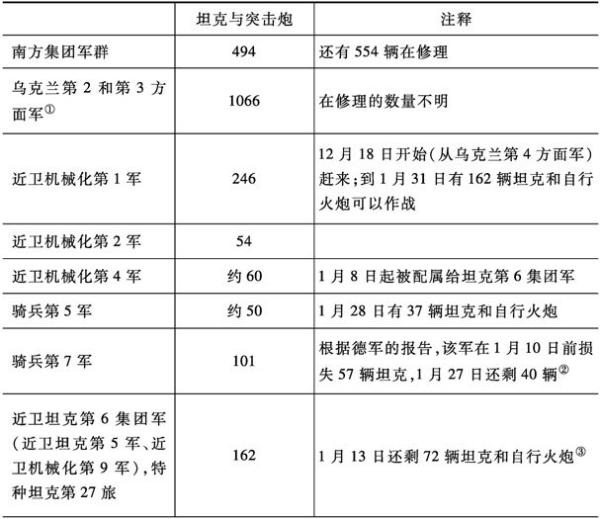 坦克与突击炮 注释
南方集团军群 494 还有 554 辆在修理
乌克兰第 2 和第 3 方
面军① 1066 在修理的数量不明
近卫机械化第 1 军 246 12 月 18 日开始(从乌克兰第 4 方面军)
赶来;到 1 月 31 日有 162 辆坦克和自行
火炮可以作战
近卫机械化第 2 军 54
近卫机械化第 4 军 约 60 1 月 8 日起被配属给坦克第 6 集团军
骑兵第 5 军 约 50 1 月 28 日有 37 辆坦克和自行火炮
骑兵第 7 军 101 根据德军的报告,该军在 1 月 10 日前损
失 57 辆坦克,1 月 27 日还剩 40 辆②
近卫坦克第 6 集团军
(近卫坦克第 5 军、近
卫机械化第 9 军),特
种坦克第 27 旅 162 1 月 13 日还剩 72 辆坦克和自行火炮③